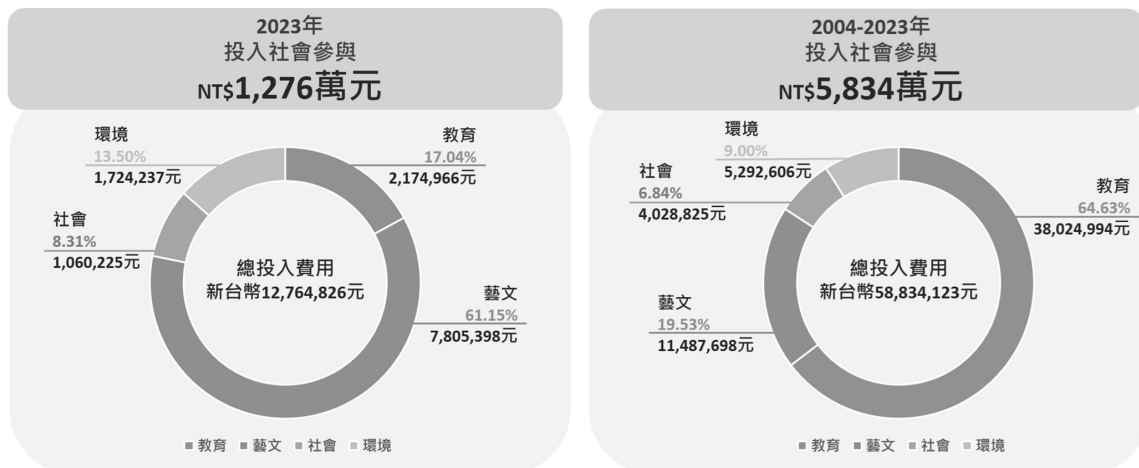 2023年
投入社會參與
NT$1,276萬元
環境
13.50%
1,724,237元
教育
17.04%
2,174,966元
社會
8.31%
1,060,225元
總投入費用
新台幣12,764,826元
藝文
61.15%
7,805,398元
■ 教育 ■ 藝文 ■ 社會 ■ 環境
2004-2023年
投入社會參與
NT$5,834萬元
環境
9.00%
5,292,606元
社會
6.84%
4,028,825元
教育
64.63%
38,024,994元
總投入費用
新台幣58,834,123元
藝文
19.53%
11,487,698元
■ 教育 ■ 藝文 ■ 社會 ■ 環境